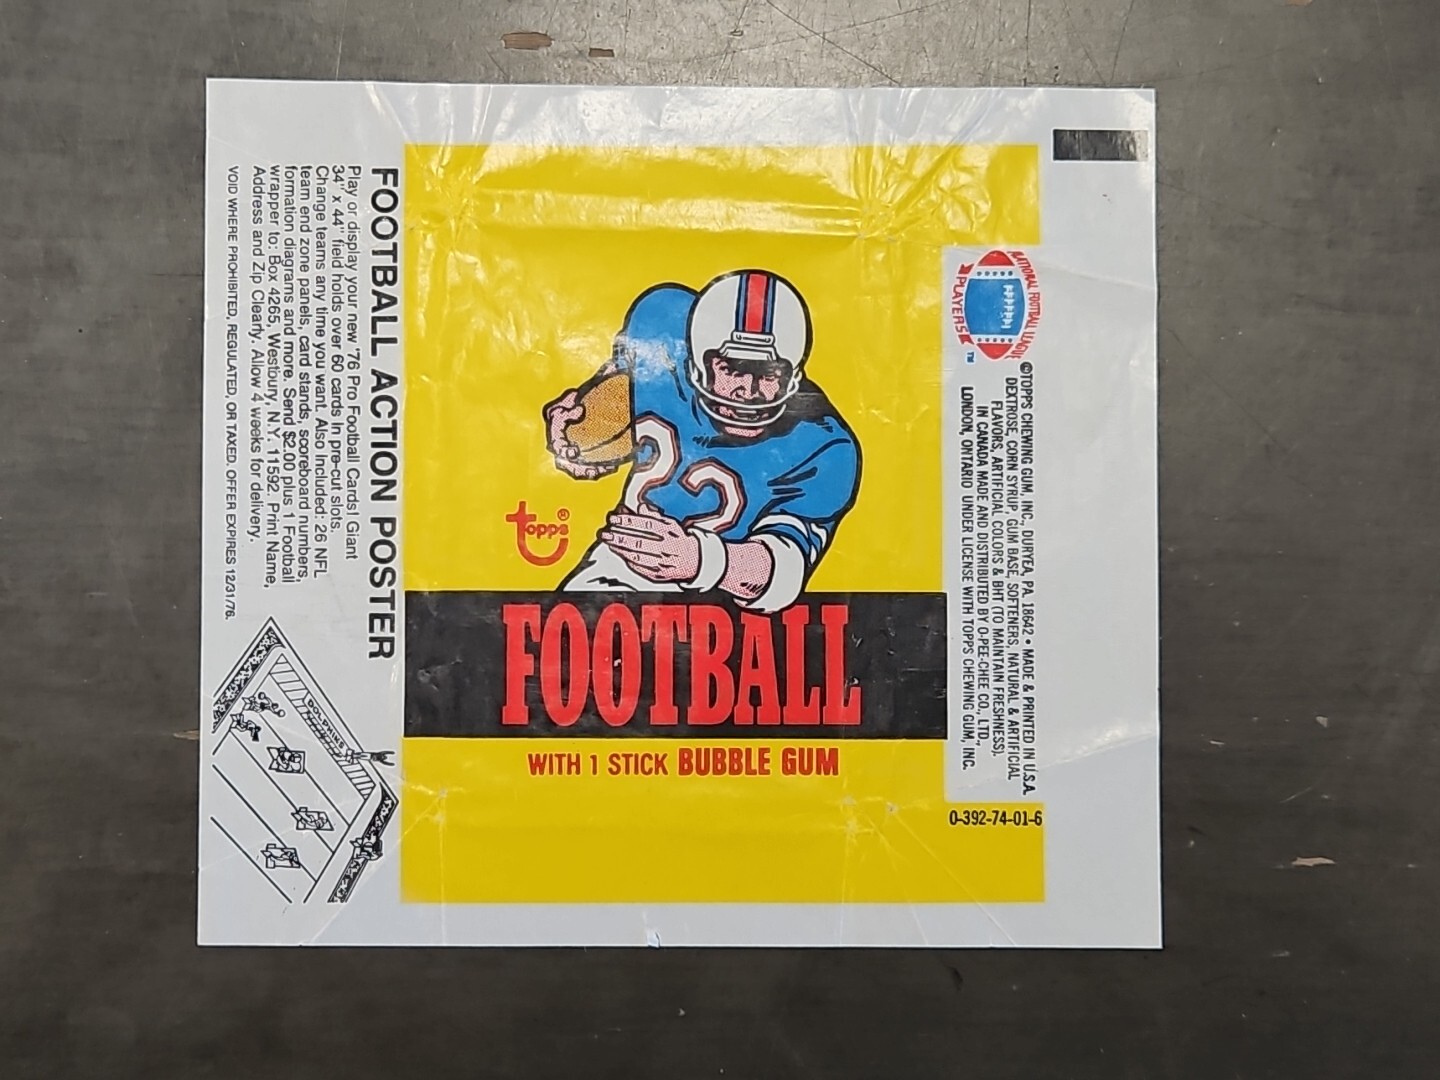 FOOTBALL ACTION POSTER
Play or display your new '76 Pro Football Cards! Giant
34" x 44" field holds over 60 cards in pre-cut slots.
Change teams any time you want. Also Included: 26 NFL
team end zone panels, card stands, scoreboard numbers,
formation diagrams and more. Send $2.00 plus 1 Football
wrapper to: Box 4265, Westbury, N.Y. 11592. Print Name,
Address and Zip Clearly. Allow 4 weeks for delivery.
VOID WHERE PROHIBITED, REGULATED, OR TAXED. OFFER EXPIRES 12/31/76.
DOLPHINS
22
topps®
FOOTBALL
WITH 1 STICK BUBBLE GUM
NATIONAL FOOTBALL LEAGUE
PLAYERS
TM
©TOPPS CHEWING GUM, INC., DURYEA, PA. 18642 • MADE & PRINTED IN U.S.A.
DEXTROSE, CORN SYRUP, GUM BASE, SOFTENERS, NATURAL & ARTIFICIAL
FLAVORS, ARTIFICIAL COLORS & BHT (TO MAINTAIN FRESHNESS).
IN CANADA MADE AND DISTRIBUTED BY O-PEE-CHEE CO., LTD.,
LONDON, ONTARIO UNDER LICENSE WITH TOPPS CHEWING GUM, INC.
0-392-74-01-6